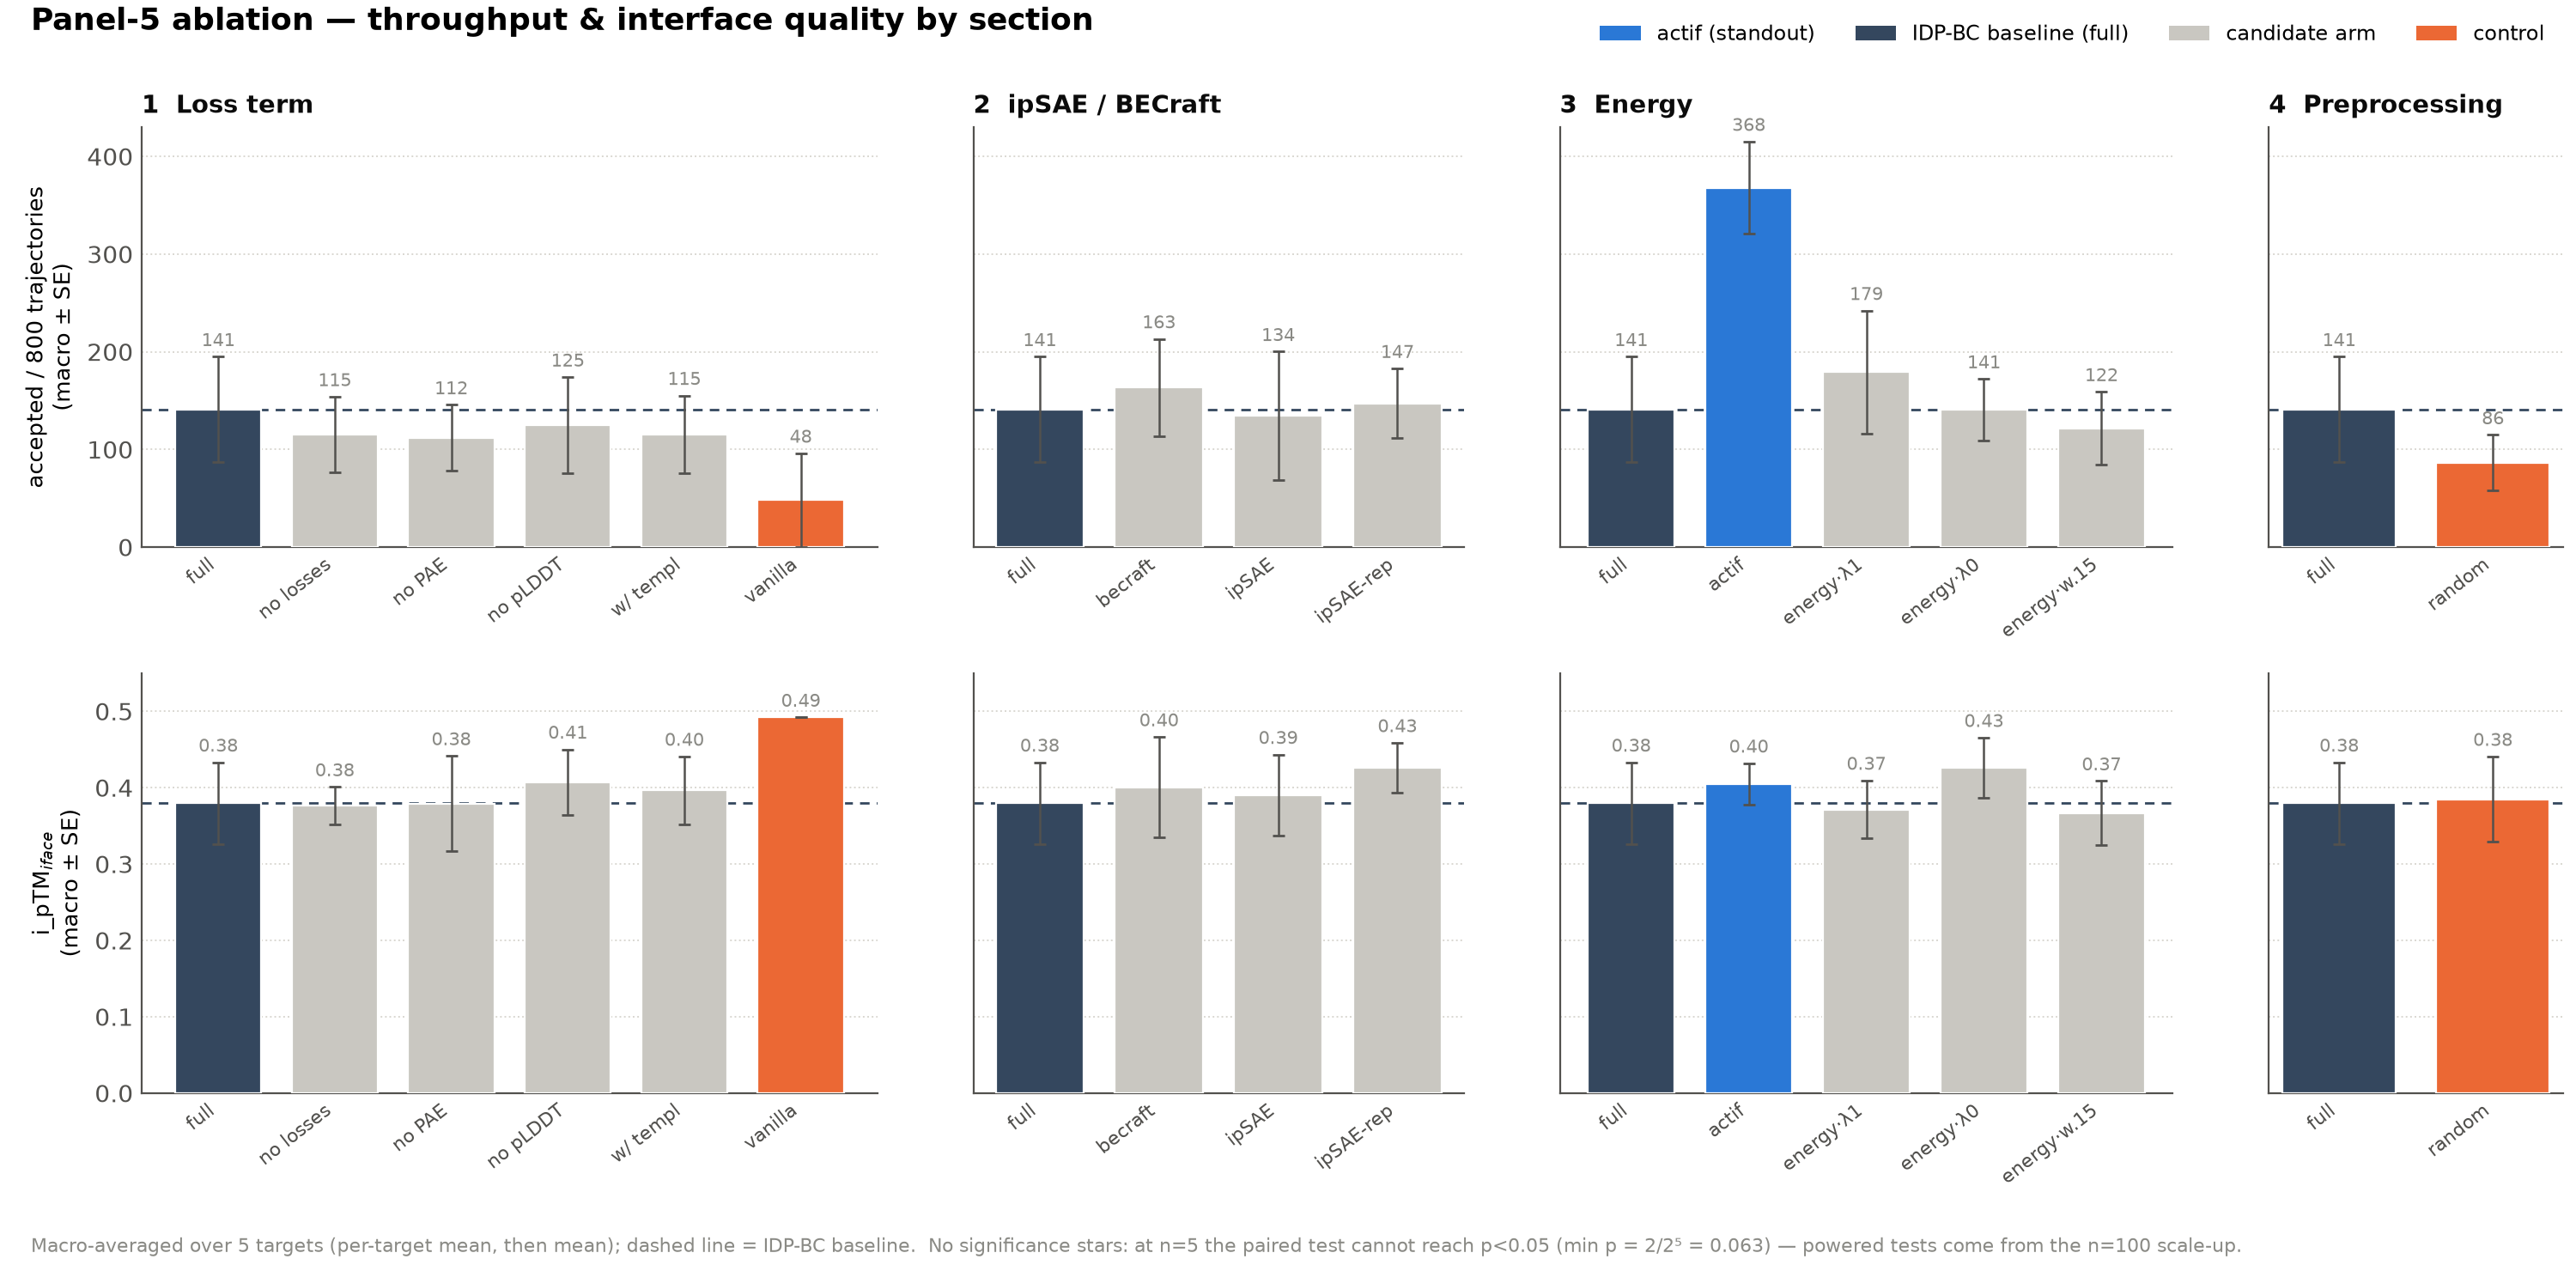 Panel-5 ablation — throughput & interface quality by section
actif (standout)
IDP-BC baseline (full)
candidate arm
control
1 Loss term
2 ipSAE / BECraft
3 Energy
4 Preprocessing
accepted / 800 trajectories
(macro ± SE)
400
300
200
100
0
141
115
112
125
115
48
full
no losses
no PAE
no pLDDT
w/ templ
vanilla
141
163
134
147
full
becraft
ipSAE
ipSAE-rep
141
368
179
141
122
full
actif
energy·λ1
energy·λ0
energy·w.15
141
86
full
random
i_pTM_iface
(macro ± SE)
0.5
0.4
0.3
0.2
0.1
0.0
0.38
0.38
0.38
0.41
0.40
0.49
full
no losses
no PAE
no pLDDT
w/ templ
vanilla
0.38
0.40
0.39
0.43
full
becraft
ipSAE
ipSAE-rep
0.38
0.40
0.37
0.43
0.37
full
actif
energy·λ1
energy·λ0
energy·w.15
0.38
0.38
full
random
Macro-averaged over 5 targets (per-target mean, then mean); dashed line = IDP-BC baseline. No significance stars: at n=5 the paired test cannot reach p<0.05 (min p = 2/2⁵ = 0.063) — powered tests come from the n=100 scale-up.